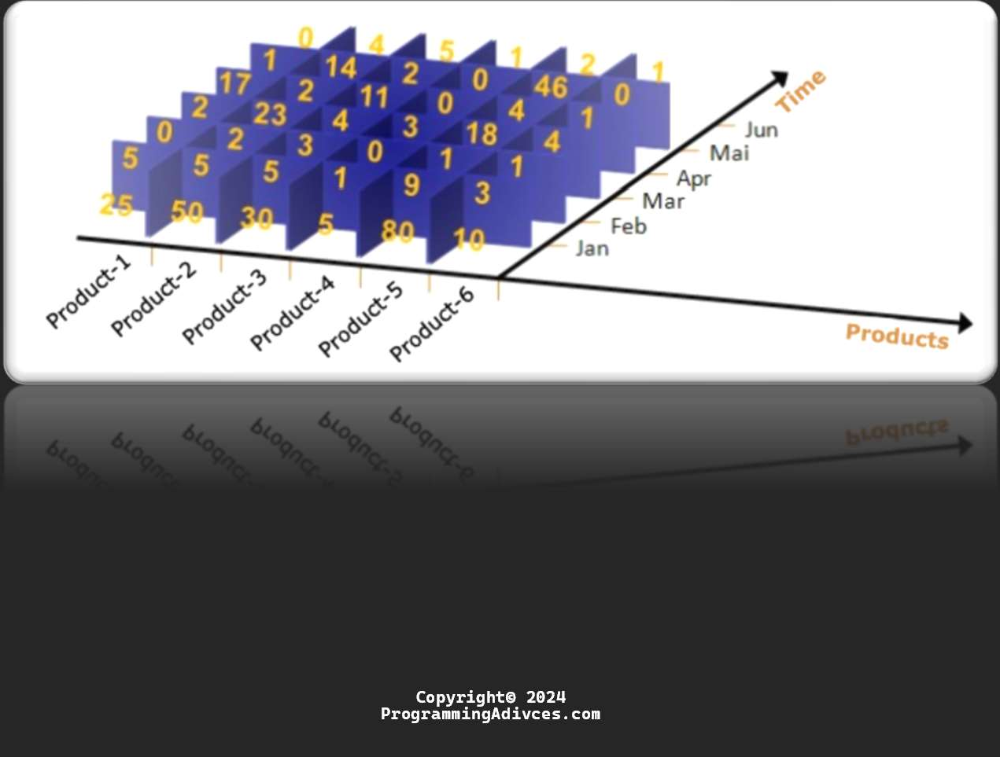 0 4 5 1 2 1
1 14 2 0 46 0
17 2 11 0 4 1
2 23 4 3 18 4
0 2 3 0 1 1
5 5 5 1 9 3
25 50 30 5 80 10
Time
Jun
Mai
Apr
Mar
Feb
Jan
Product-1
Product-2
Product-3
Product-4
Product-5
Product-6
Products
Copyright© 2024
ProgrammingAdivces.com